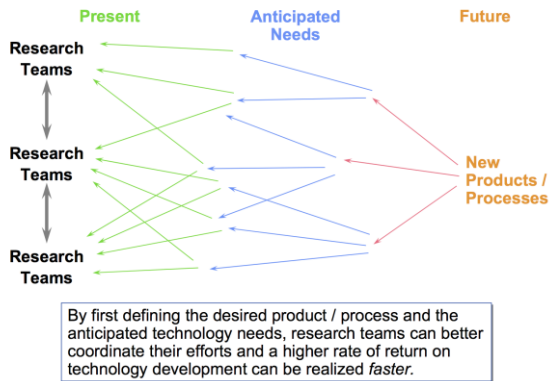 Present
Anticipated
Needs
Future
Research
Teams
Research
Teams
New
Products /
Processes
Research
Teams
By first defining the desired product / process and the
anticipated technology needs, research teams can better
coordinate their efforts and a higher rate of return on
technology development can be realized faster.